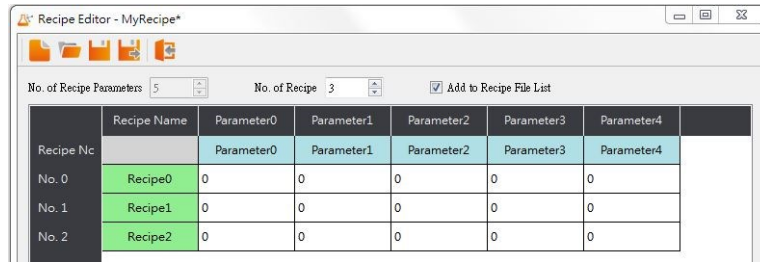 Recipe Editor - MyRecipe*
No. of Recipe Parameters 5 No. of Recipe 3 Add to Recipe File List
Recipe Name Parameter0 Parameter1 Parameter2 Parameter3 Parameter4
Recipe Nc Parameter0 Parameter1 Parameter2 Parameter3 Parameter4
No. 0 Recipe0 0 0 0 0 0
No. 1 Recipe1 0 0 0 0 0
No. 2 Recipe2 0 0 0 0 0